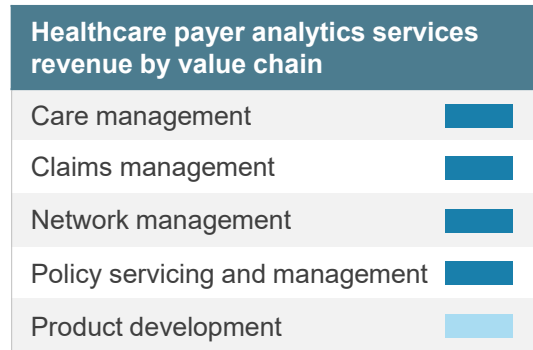 Healthcare payer analytics services
revenue by value chain
Care management
Claims management
Network management
Policy servicing and management
Product development